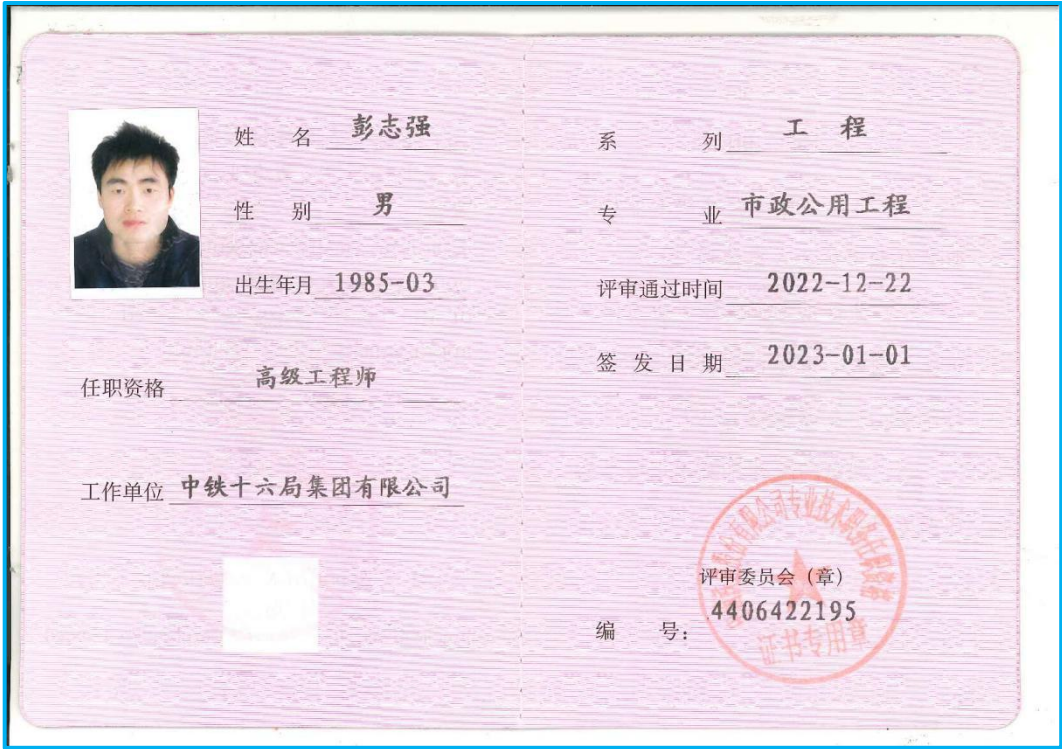 姓 名 彭志强
性 别 男
出生年月 1985-03
任职资格 高级工程师
工作单位 中铁十六局集团有限公司
系 列 工 程
专 业 市政公用工程
评审通过时间 2022-12-22
签 发 日 期 2023-01-01
评审委员会（章）
编 号： 4406422195
证书专用章